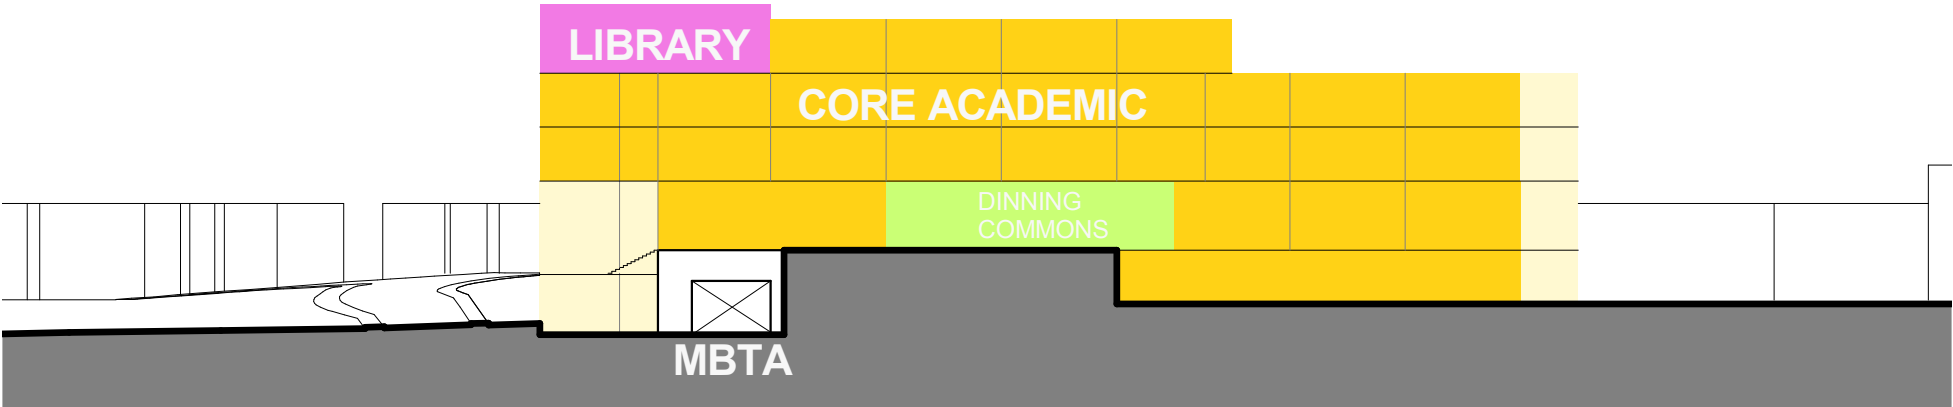 LIBRARY
CORE ACADEMIC
DINNING
COMMONS
MBTA